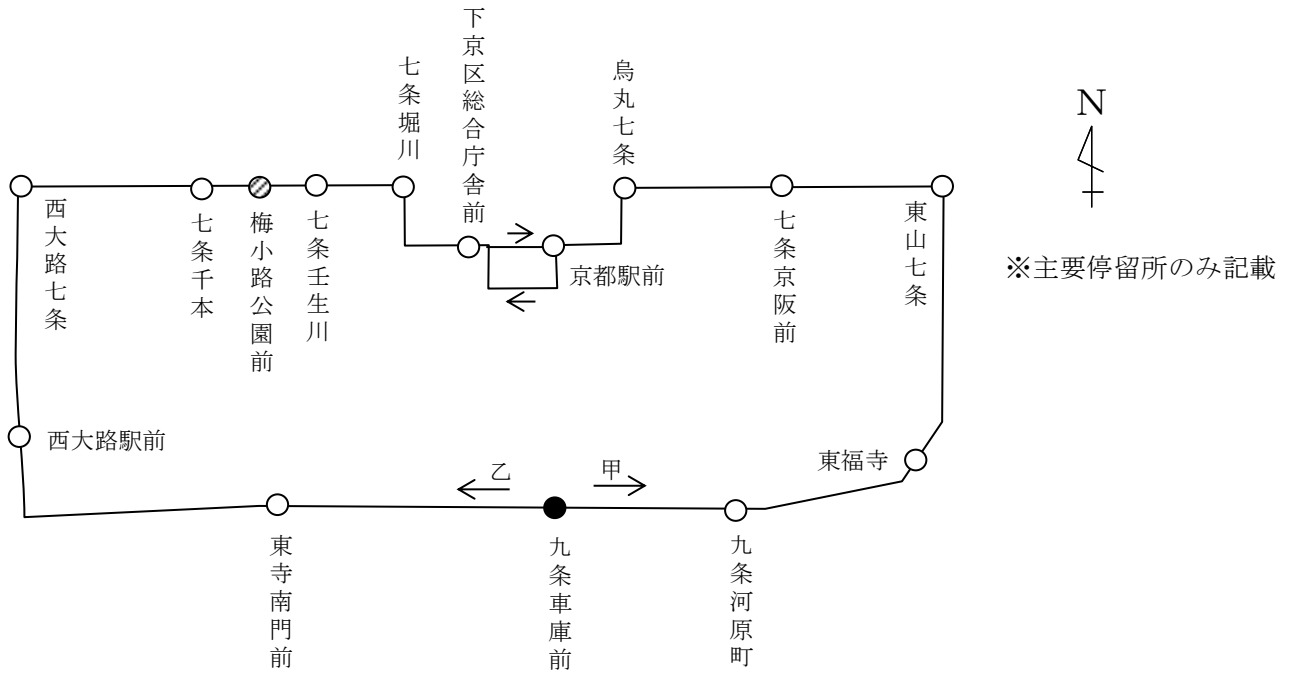 下京区総合庁舎前
七条堀川
烏丸七条
N
西大路七条
七条千本
梅小路公園前
七条壬生川
京都駅前
七条京阪前
東山七条
※主要停留所のみ記載
西大路駅前
東福寺
乙
甲
東寺南門前
九条車庫前
九条河原町